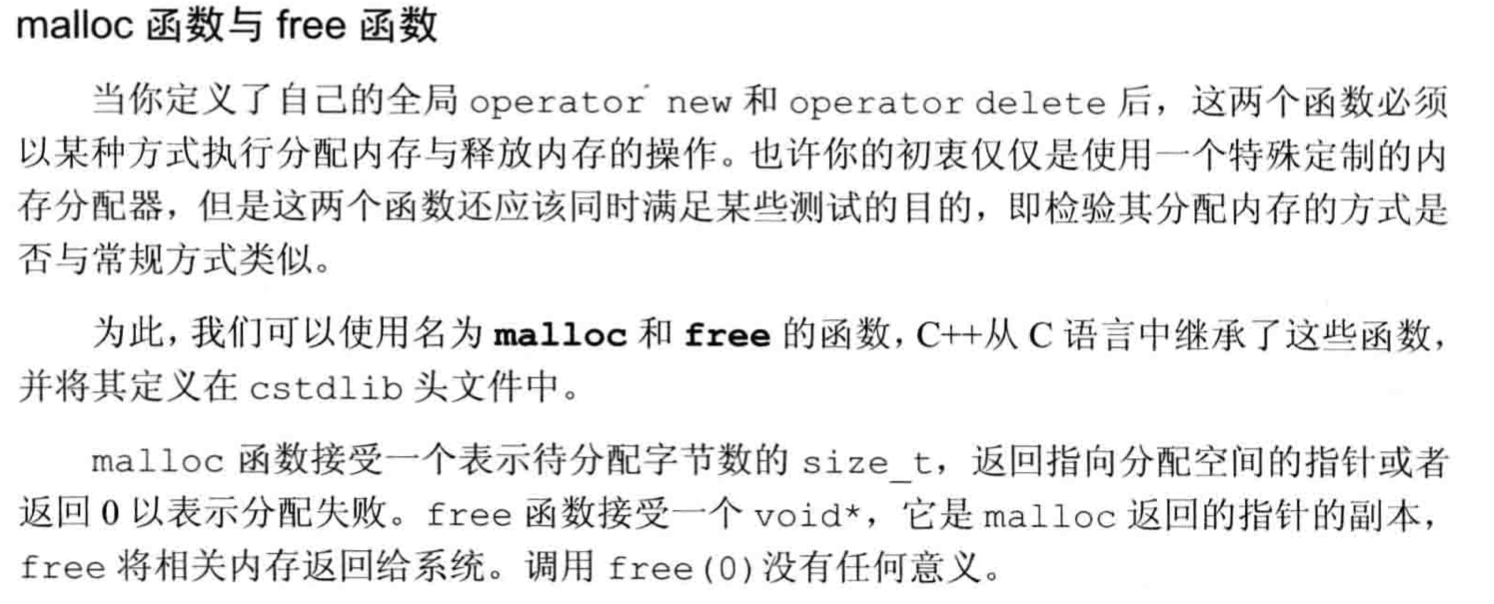 malloc 函数与 free 函数
当你定义了自己的全局 operator new 和 operator delete 后，这两个函数必须
以某种方式执行分配内存与释放内存的操作。也许你的初衷仅仅是使用一个特殊定制的内
存分配器，但是这两个函数还应该同时满足某些测试的目的，即检验其分配内存的方式是
否与常规方式类似。
为此，我们可以使用名为 malloc 和 free 的函数，C++从 C 语言中继承了这些函数，
并将其定义在 cstdlib 头文件中。
malloc 函数接受一个表示待分配字节数的 size_t，返回指向分配空间的指针或者
返回 0 以表示分配失败。free 函数接受一个 void*，它是 malloc 返回的指针的副本，
free 将相关内存返回给系统。调用 free(0)没有任何意义。